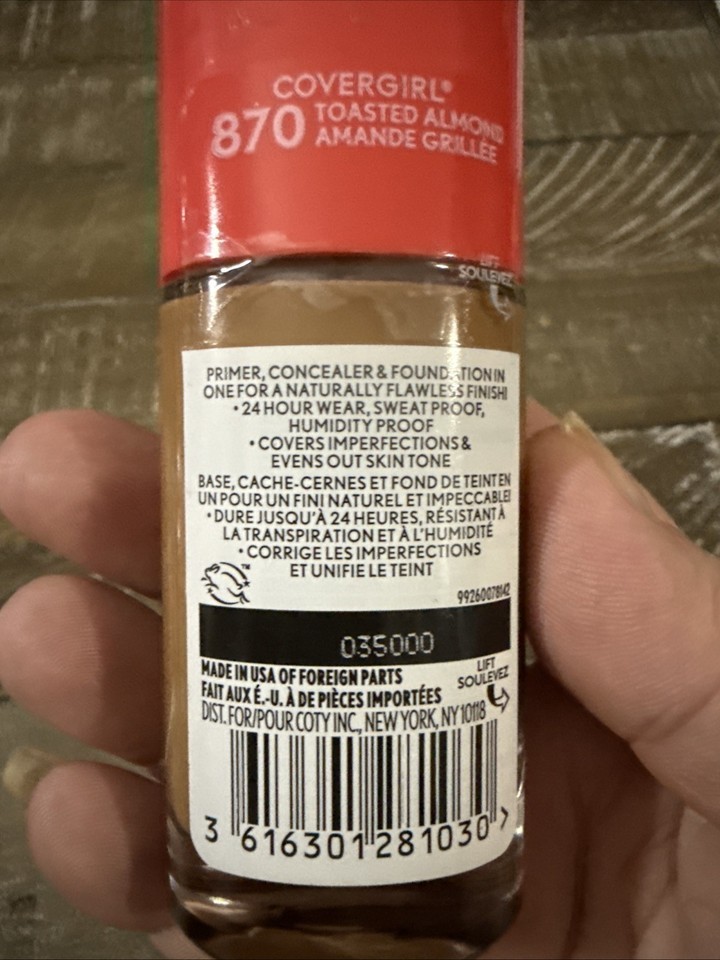 COVERGIRL®
870 TOASTED ALMOND
AMANDE GRILLÉE
LIFT
SOULEVEZ
PRIMER, CONCEALER & FOUNDATION IN
ONE FOR A NATURALLY FLAWLESS FINISH!
• 24 HOUR WEAR, SWEAT PROOF,
HUMIDITY PROOF
• COVERS IMPERFECTIONS &
EVENS OUT SKIN TONE
BASE, CACHE-CERNES ET FOND DE TEINT EN
UN POUR UN FINI NATUREL ET IMPECCABLE!
• DURE JUSQU'À 24 HEURES, RÉSISTANT À
LA TRANSPIRATION ET À L'HUMIDITÉ
• CORRIGE LES IMPERFECTIONS
ET UNIFIE LE TEINT
TM
99260078142
035000
MADE IN USA OF FOREIGN PARTS
FAIT AUX É.-U. À DE PIÈCES IMPORTÉES
DIST. FOR/POUR COTY INC., NEW YORK, NY 10118
LIFT
SOULEVEZ
3 616301 281030 >